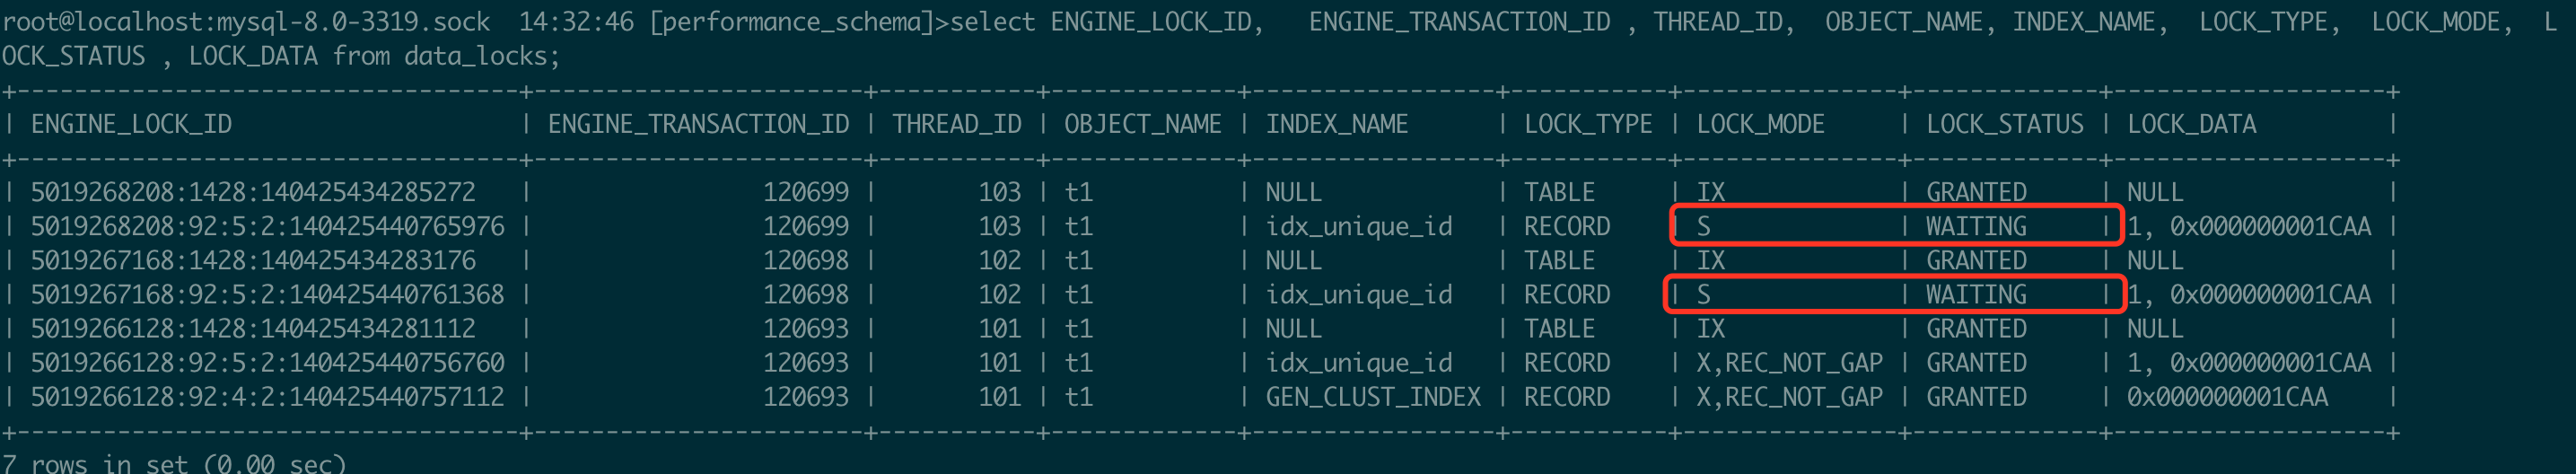 root@localhost:mysql-8.0-3319.sock  14:32:46 [performance_schema]>select ENGINE_LOCK_ID,   ENGINE_TRANSACTION_ID , THREAD_ID,  OBJECT_NAME, INDEX_NAME,  LOCK_TYPE,  LOCK_MODE,  L
OCK_STATUS , LOCK_DATA from data_locks;
+-----------------------------------+-----------------------+-----------+-------------+-----------------+-----------+---------------+-------------+-------------------+
| ENGINE_LOCK_ID                    | ENGINE_TRANSACTION_ID | THREAD_ID | OBJECT_NAME | INDEX_NAME      | LOCK_TYPE | LOCK_MODE     | LOCK_STATUS | LOCK_DATA         |
+-----------------------------------+-----------------------+-----------+-------------+-----------------+-----------+---------------+-------------+-------------------+
| 5019268208:1428:140425434285272   |                120699 |       103 | t1          | NULL            | TABLE     | IX            | GRANTED     | NULL              |
| 5019268208:92:5:2:140425440765976 |                120699 |       103 | t1          | idx_unique_id   | RECORD    | S             | WAITING     | 1, 0x000000001CAA |
| 5019267168:1428:140425434283176   |                120698 |       102 | t1          | NULL            | TABLE     | IX            | GRANTED     | NULL              |
| 5019267168:92:5:2:140425440761368 |                120698 |       102 | t1          | idx_unique_id   | RECORD    | S             | WAITING     | 1, 0x000000001CAA |
| 5019266128:1428:140425434281112   |                120693 |       101 | t1          | NULL            | TABLE     | IX            | GRANTED     | NULL              |
| 5019266128:92:5:2:140425440756760 |                120693 |       101 | t1          | idx_unique_id   | RECORD    | X,REC_NOT_GAP | GRANTED     | 1, 0x000000001CAA |
| 5019266128:92:4:2:140425440757112 |                120693 |       101 | t1          | GEN_CLUST_INDEX | RECORD    | X,REC_NOT_GAP | GRANTED     | 0x000000001CAA    |
+-----------------------------------+-----------------------+-----------+-------------+-----------------+-----------+---------------+-------------+-------------------+
7 rows in set (0.00 sec)